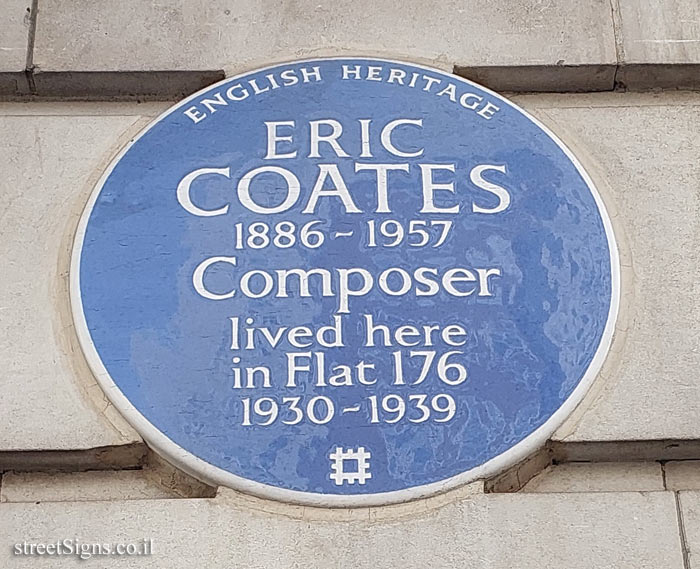 ENGLISH HERITAGE
ERIC
COATES
1886 - 1957
Composer
lived here
in Flat 176
1930 - 1939
streetSigns.co.il